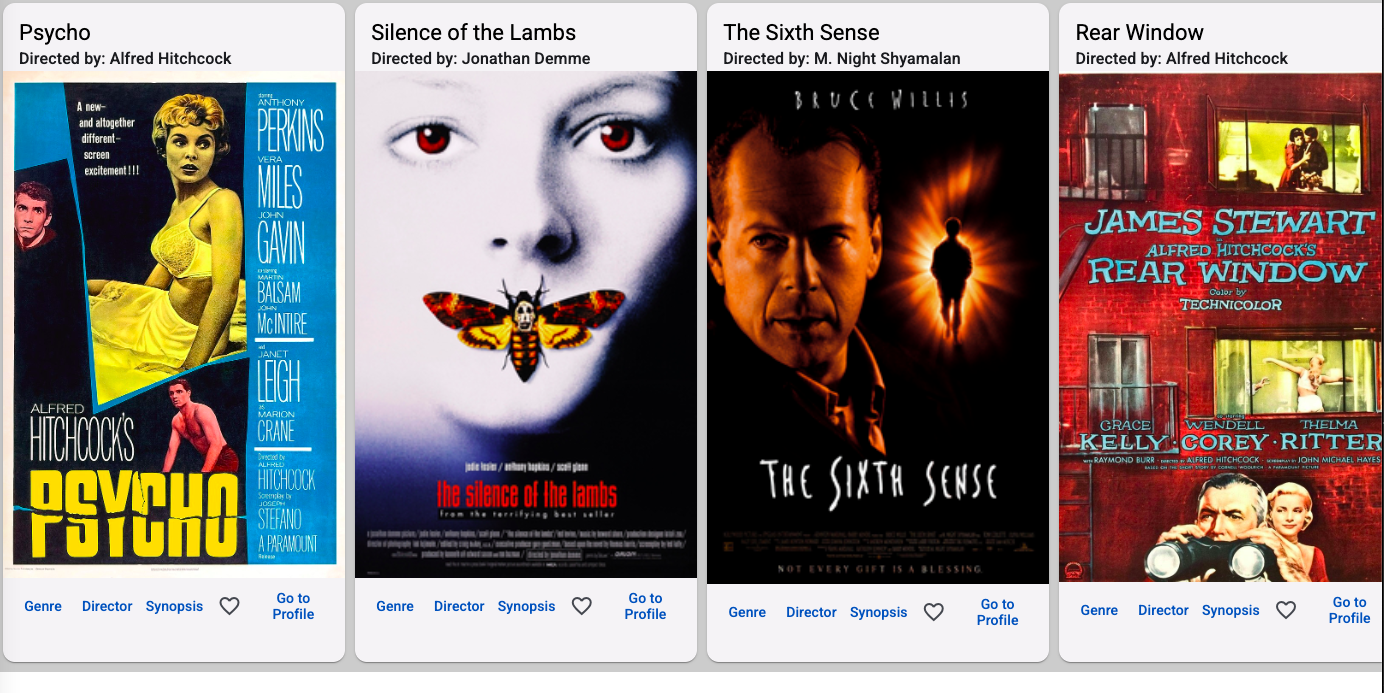 Psycho
Directed by: Alfred Hitchcock
A new–
and altogether
different–
screen
excitement!!!
starring
ANTHONY
PERKINS
VERA
MILES
JOHN
GAVIN
co-starring
MARTIN
BALSAM
JOHN
McINTIRE
and
JANET
LEIGH
as
MARION
CRANE
Directed by
ALFRED
HITCHCOCK
Screenplay by
JOSEPH
STEFANO
A PARAMOUNT
Release
ALFRED
HITCHCOCK'S
PSYCHO
Genre
Director
Synopsis
Go to
Profile
Silence of the Lambs
Directed by: Jonathan Demme
jodie foster / anthony hopkins / scott glenn
the silence of the lambs
from the terrifying best seller
Genre
Director
Synopsis
Go to
Profile
The Sixth Sense
Directed by: M. Night Shyamalan
BRUCE WILLIS
THE SIXTH SENSE
NOT EVERY GIFT IS A BLESSING.
Genre
Director
Synopsis
Go to
Profile
Rear Window
Directed by: Alfred Hitchcock
JAMES STEWART
in
ALFRED HITCHCOCK'S
REAR WINDOW
Color by
TECHNICOLOR
co-starring
GRACE WENDELL THELMA
KELLY · COREY · RITTER
with RAYMOND BURR · DIRECTED BY ALFRED HITCHCOCK · SCREENPLAY BY JOHN MICHAEL HAYES
BASED ON THE SHORT STORY BY CORNELL WOOLRICH · A PARAMOUNT PICTURE
Genre
Director
Synopsis
Go to
Profile